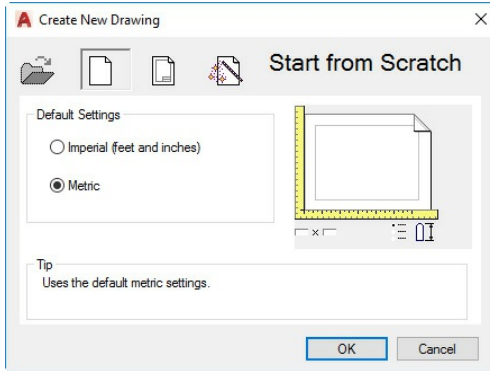 Create New Drawing
Start from Scratch
Default Settings
Imperial (feet and inches)
Metric
Tip
Uses the default metric settings.
OK
Cancel